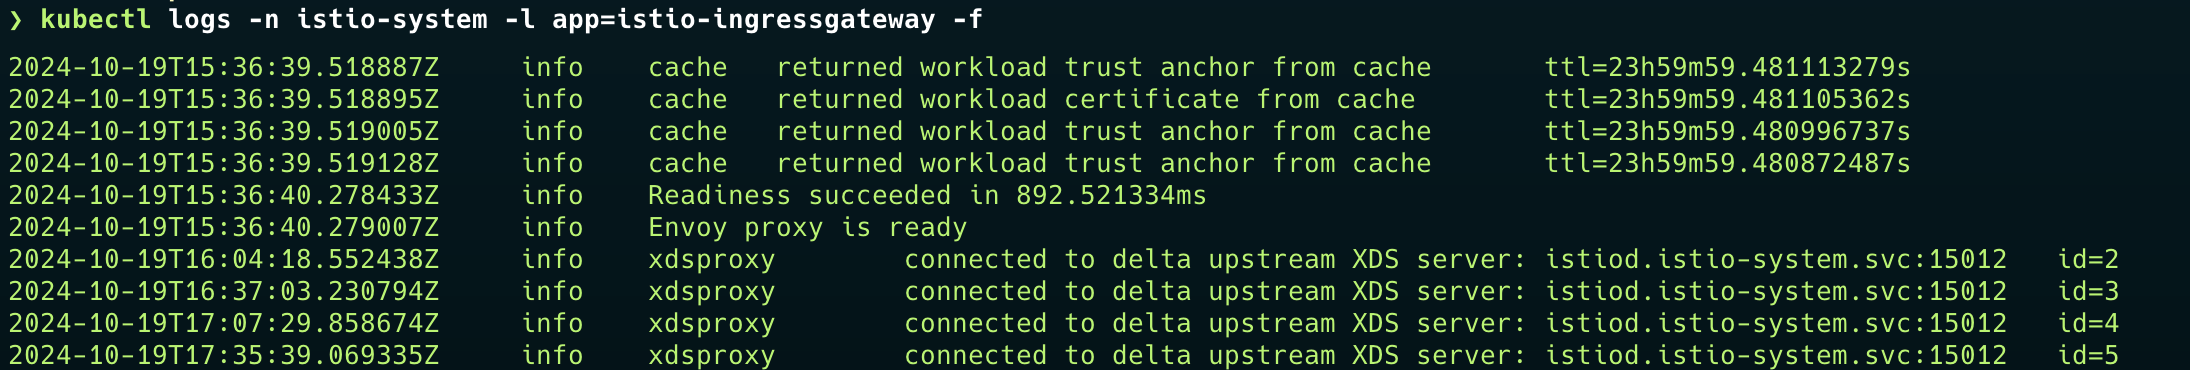 ❯ kubectl logs -n istio-system -l app=istio-ingressgateway -f
2024-10-19T15:36:39.518887Z     info    cache   returned workload trust anchor from cache       ttl=23h59m59.481113279s
2024-10-19T15:36:39.518895Z     info    cache   returned workload certificate from cache        ttl=23h59m59.481105362s
2024-10-19T15:36:39.519005Z     info    cache   returned workload trust anchor from cache       ttl=23h59m59.480996737s
2024-10-19T15:36:39.519128Z     info    cache   returned workload trust anchor from cache       ttl=23h59m59.480872487s
2024-10-19T15:36:40.278433Z     info    Readiness succeeded in 892.521334ms
2024-10-19T15:36:40.279007Z     info    Envoy proxy is ready
2024-10-19T16:04:18.552438Z     info    xdsproxy        connected to delta upstream XDS server: istiod.istio-system.svc:15012   id=2
2024-10-19T16:37:03.230794Z     info    xdsproxy        connected to delta upstream XDS server: istiod.istio-system.svc:15012   id=3
2024-10-19T17:07:29.858674Z     info    xdsproxy        connected to delta upstream XDS server: istiod.istio-system.svc:15012   id=4
2024-10-19T17:35:39.069335Z     info    xdsproxy        connected to delta upstream XDS server: istiod.istio-system.svc:15012   id=5